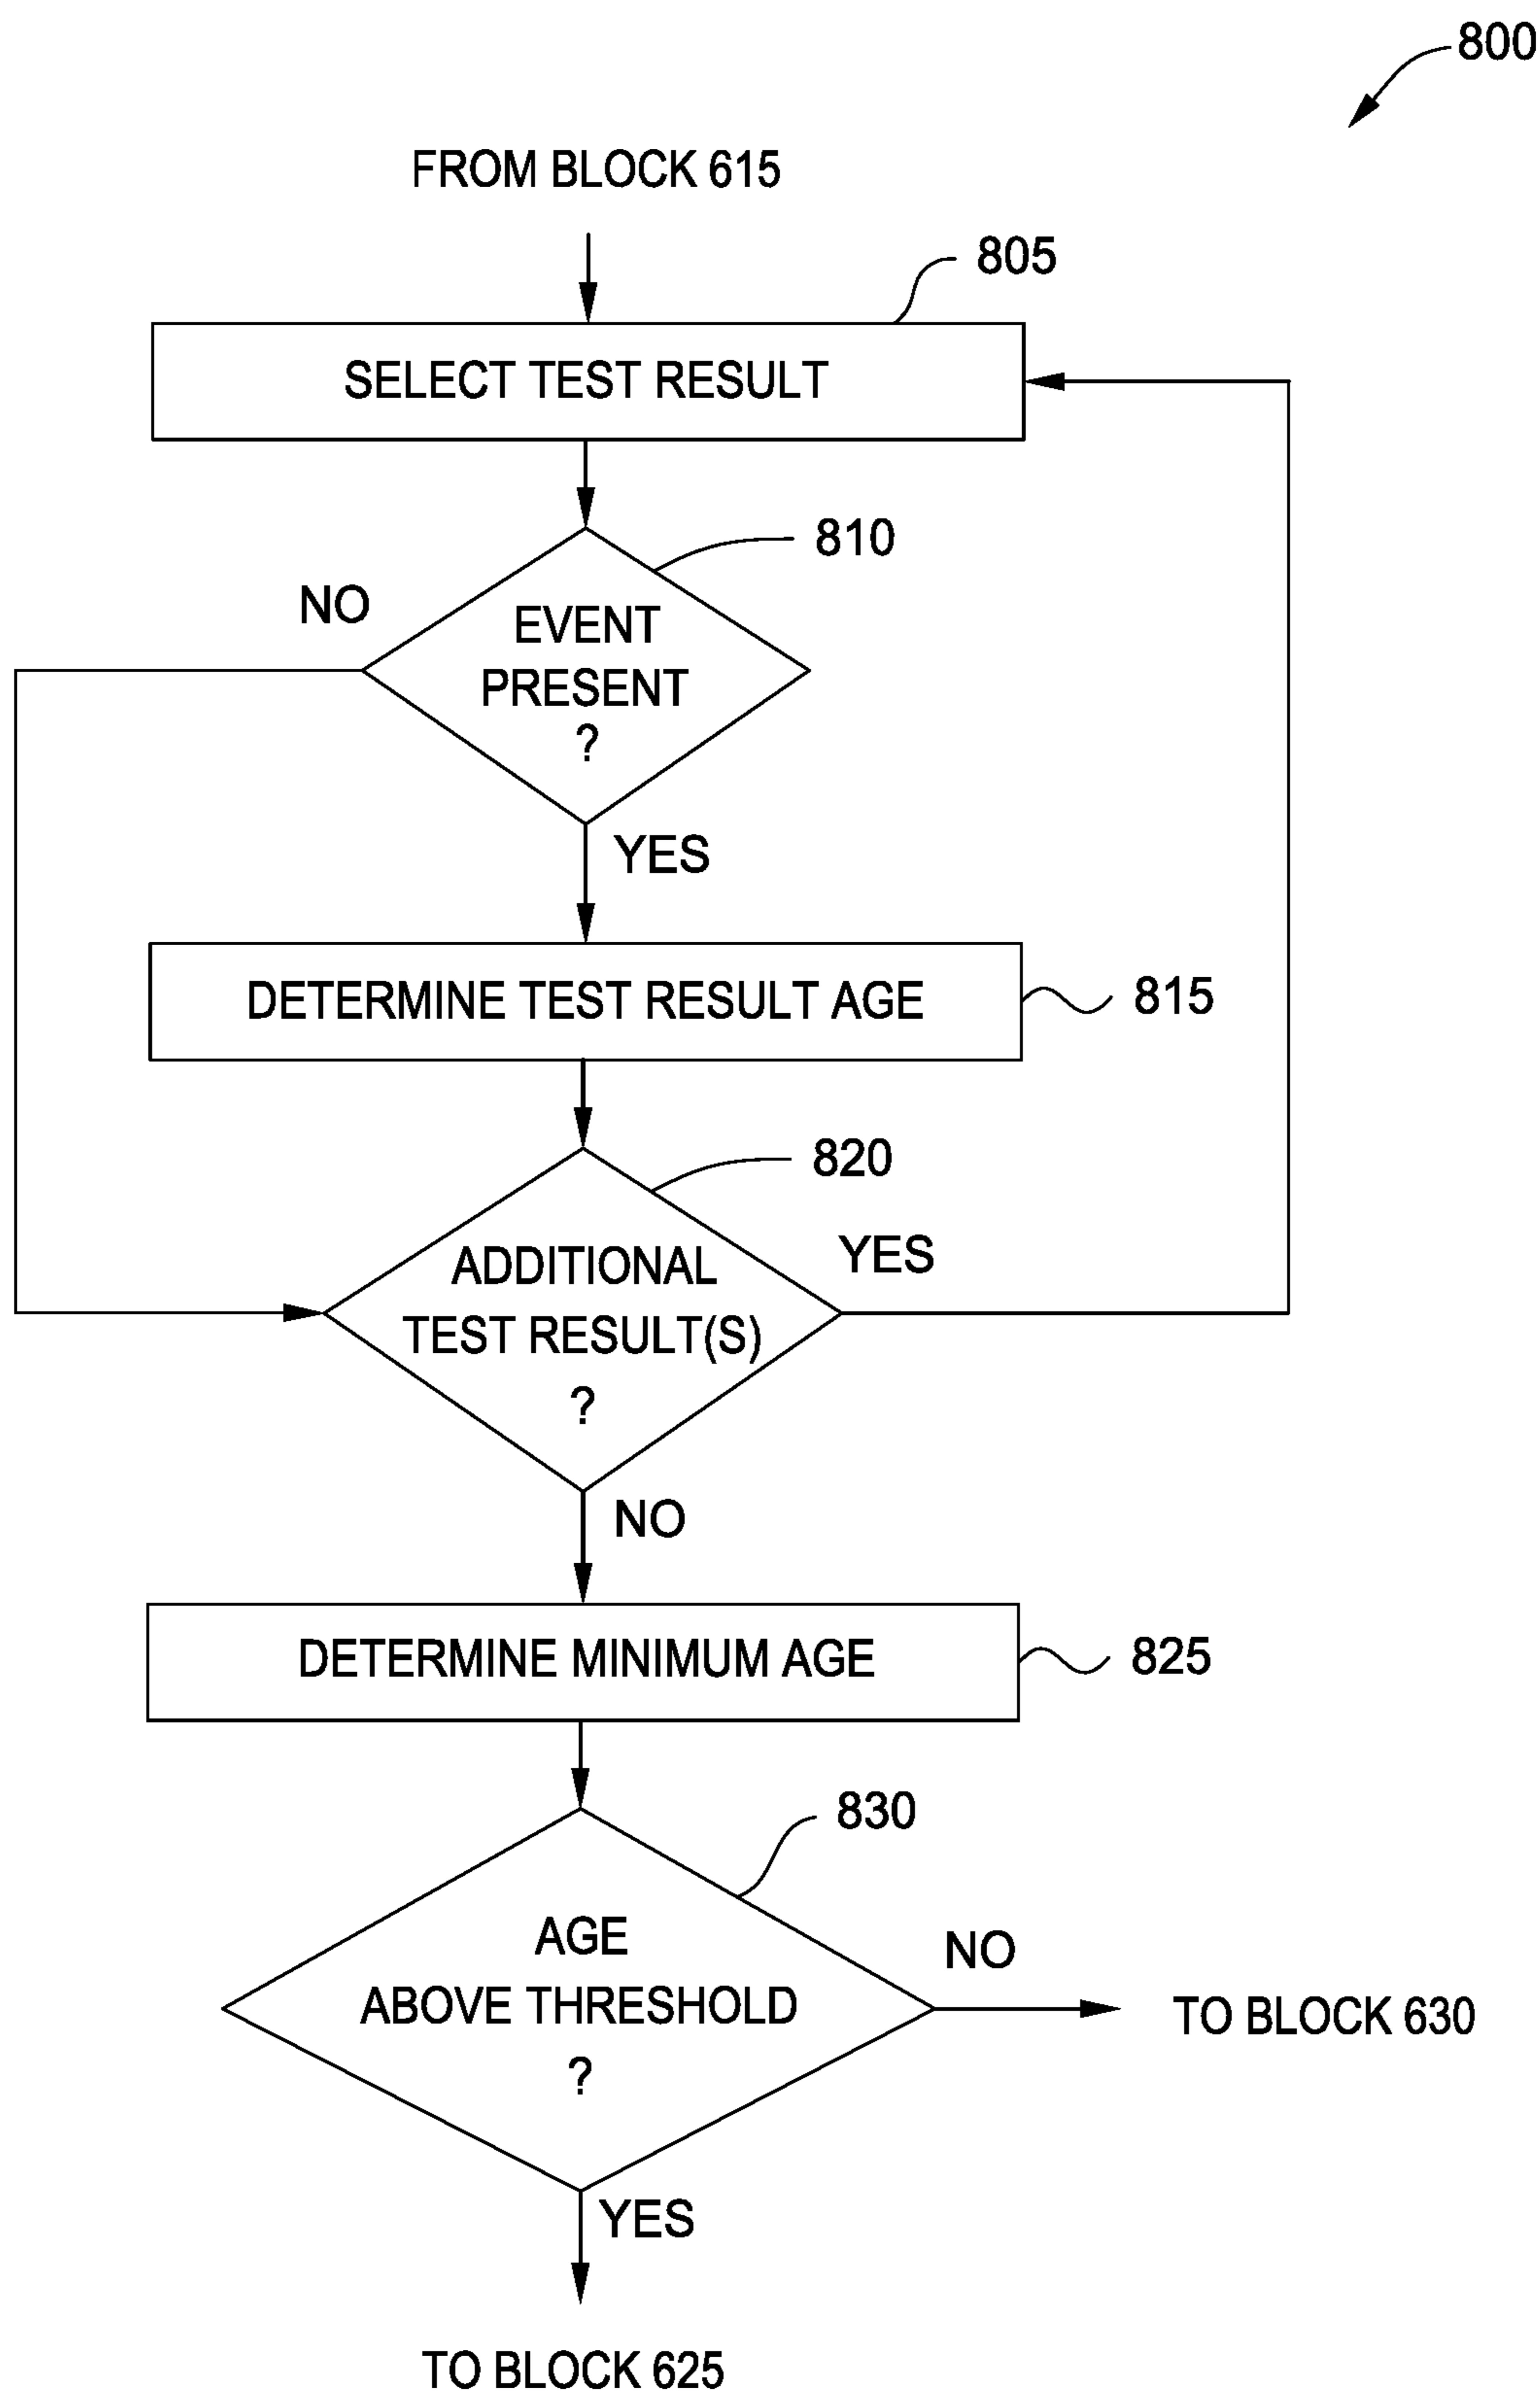 800
FROM BLOCK 615
805
SELECT TEST RESULT
810
NO
EVENT
PRESENT
?
YES
DETERMINE TEST RESULT AGE
815
820
ADDITIONAL
TEST RESULT(S)
?
YES
NO
DETERMINE MINIMUM AGE
825
830
AGE
ABOVE THRESHOLD
?
NO
TO BLOCK 630
YES
TO BLOCK 625